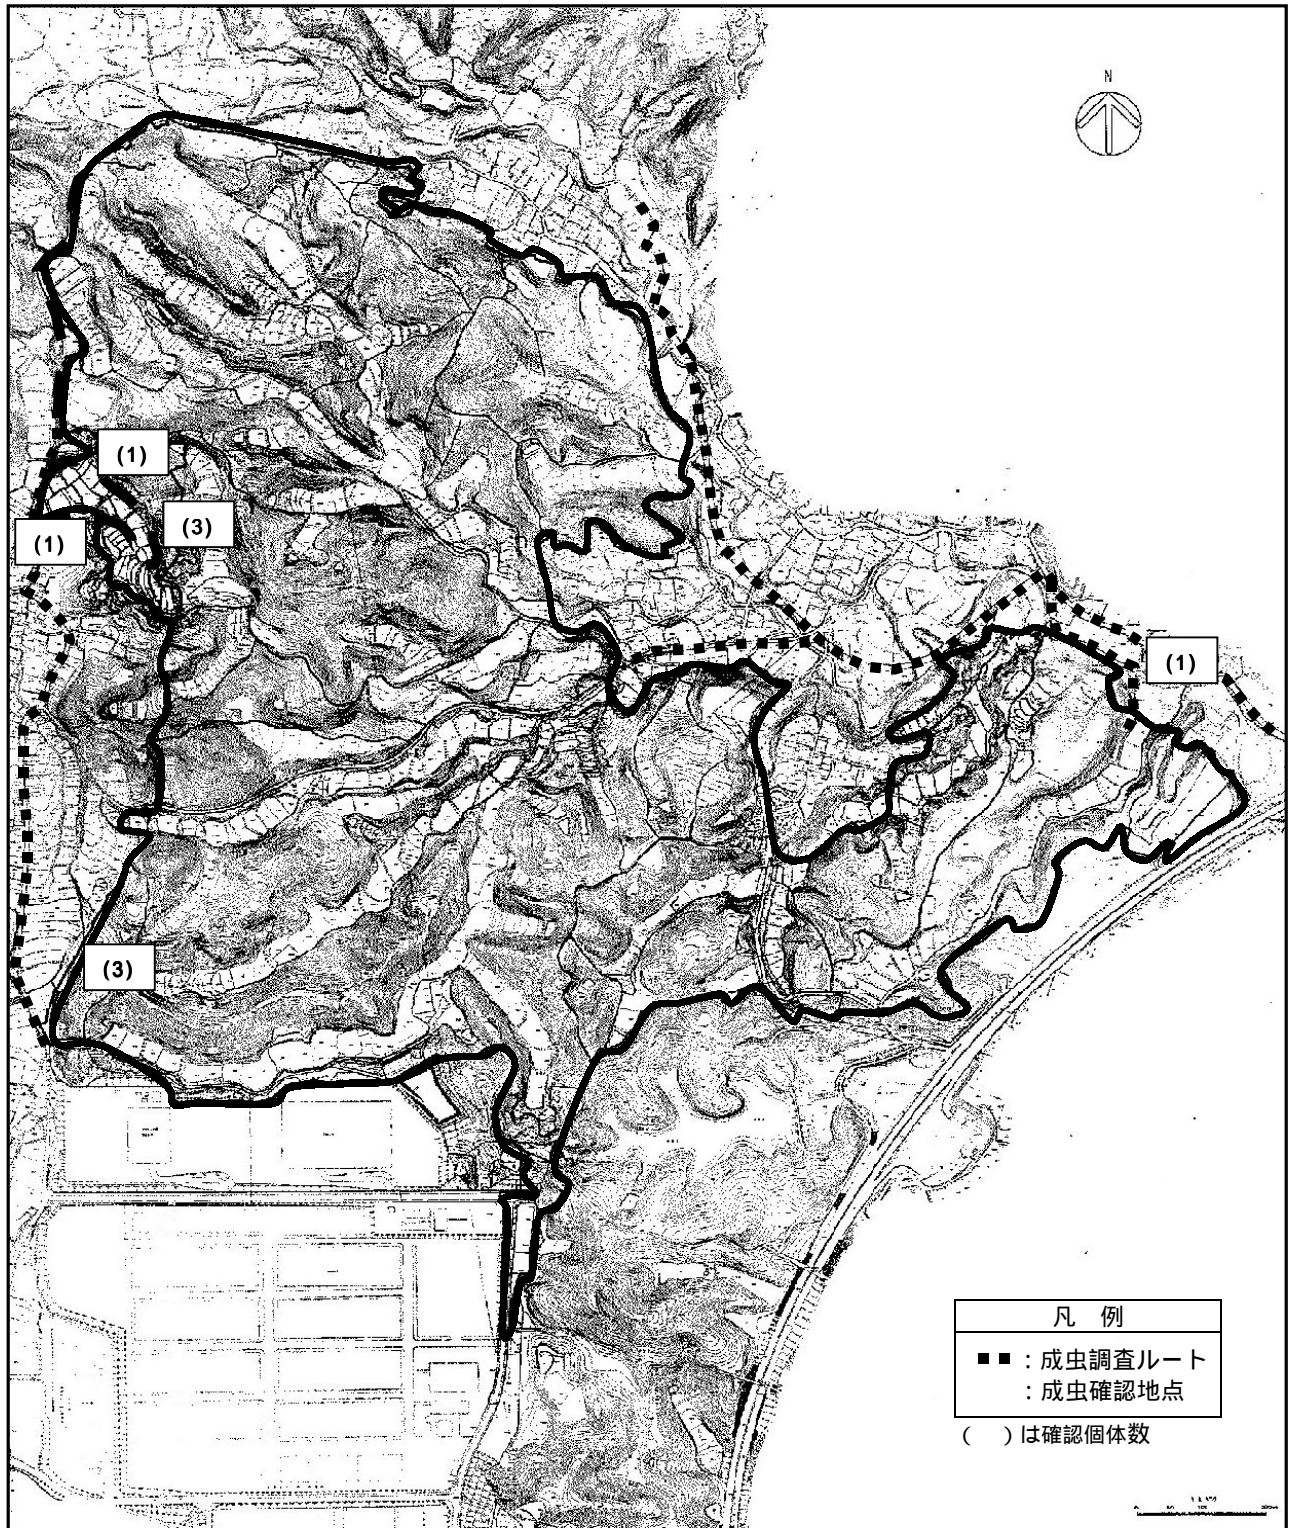 N
(1)
(3)
(1)
(1)
(3)
凡 例
■ ■ : 成虫調査ルート
: 成虫確認地点
( )は確認個体数